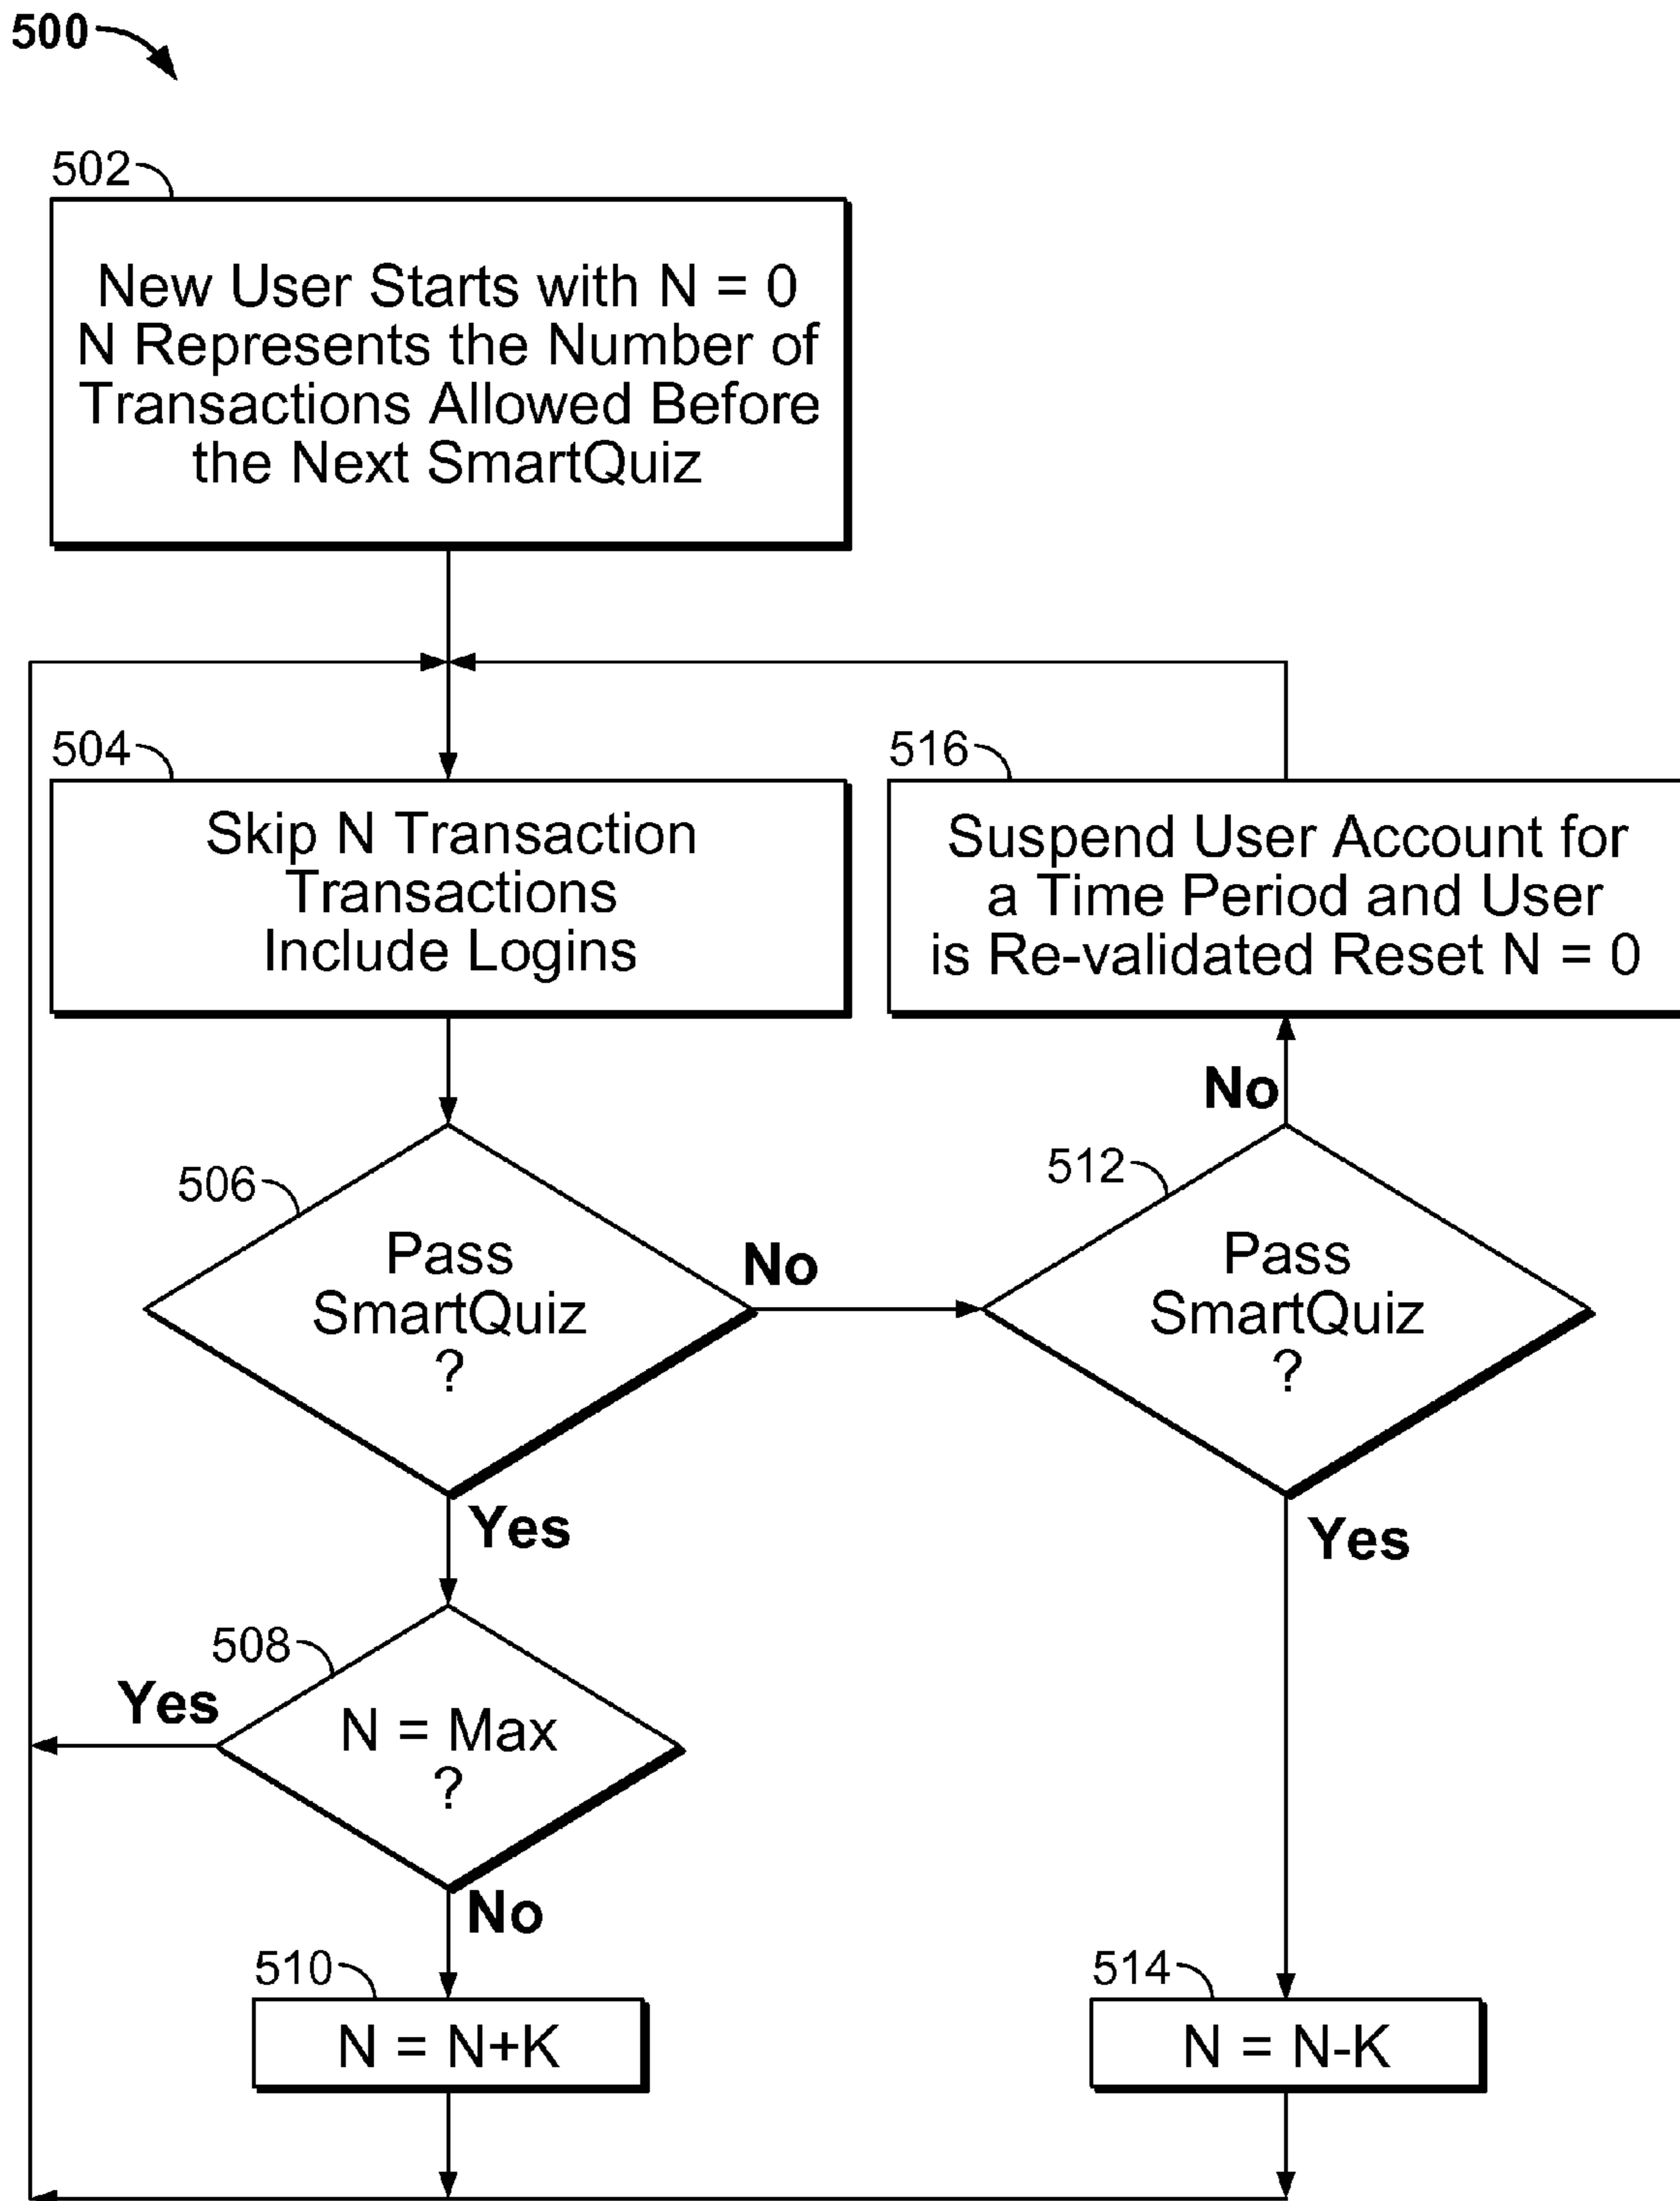 500
502
New User Starts with N = 0
N Represents the Number of
Transactions Allowed Before
the Next SmartQuiz
504
Skip N Transaction
Transactions
Include Logins
516
Suspend User Account for
a Time Period and User
is Re-validated Reset N = 0
506
Pass
SmartQuiz
?
No
Yes
512
Pass
SmartQuiz
?
No
Yes
508
N = Max
?
Yes
No
510
N = N+K
514
N = N-K